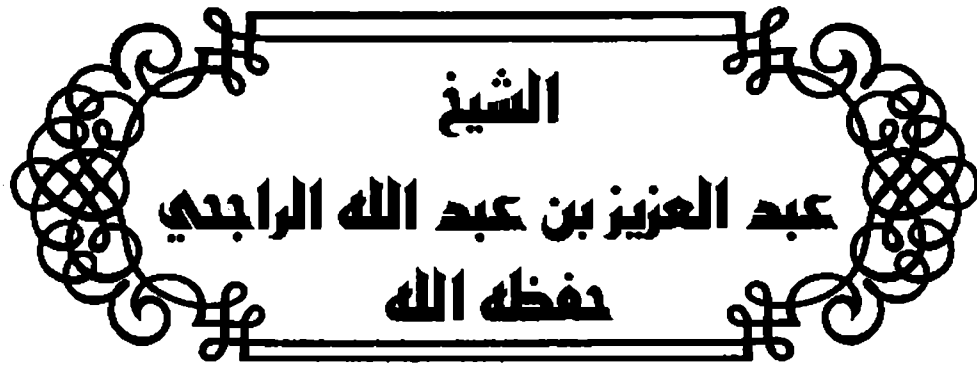 الشيخ
عبد العزيز بن عبد الله الراجحي
حفظه الله